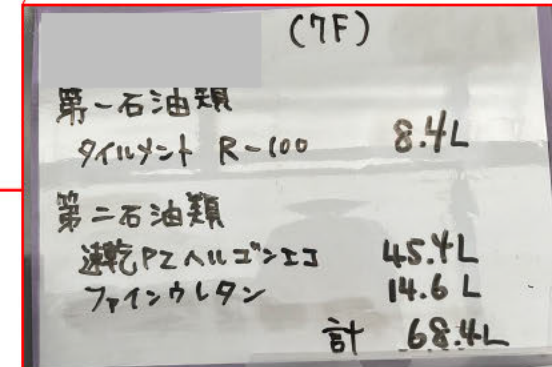 (7F)
第一石油類
タイルメント R-100 8.4L
第二石油類
速乾PZヘルゴンエコ 45.4L
ファインウレタン 14.6L
計 68.4L